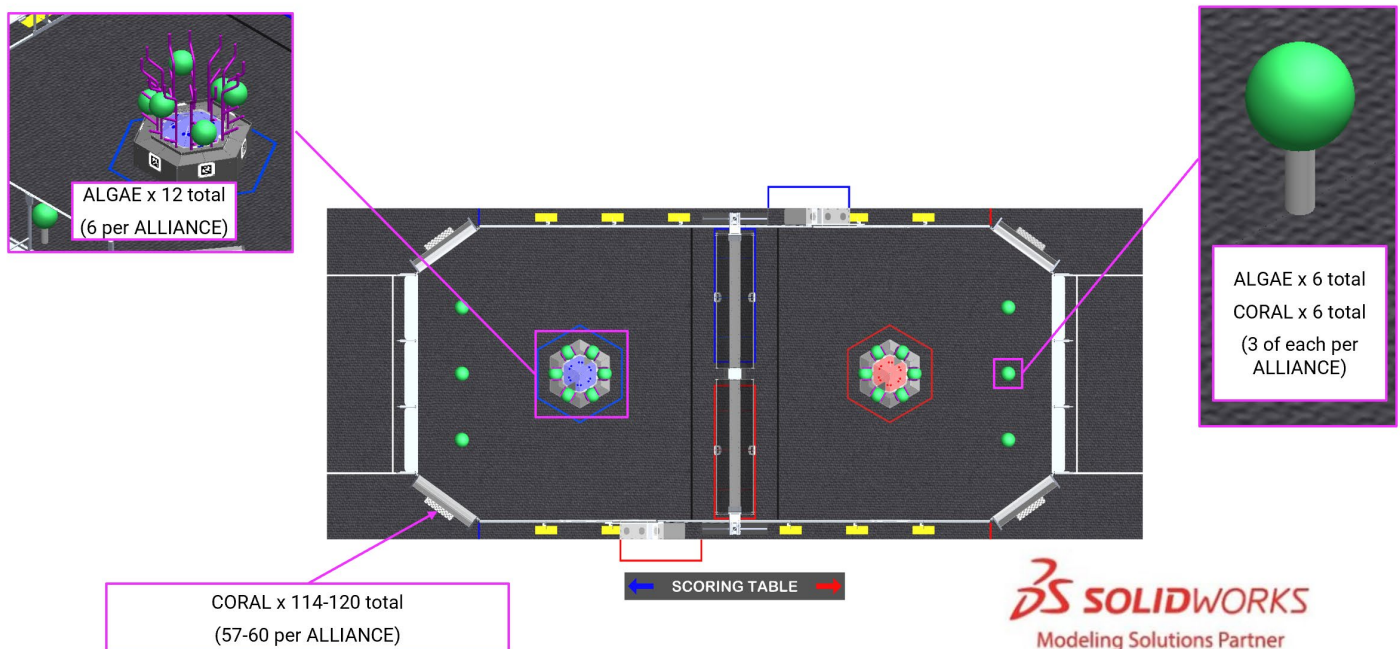 ALGAE x 12 total
(6 per ALLIANCE)
ALGAE x 6 total
CORAL x 6 total
(3 of each per
ALLIANCE)
SCORING TABLE
CORAL x 114-120 total
(57-60 per ALLIANCE)
SOLIDWORKS
Modeling Solutions Partner